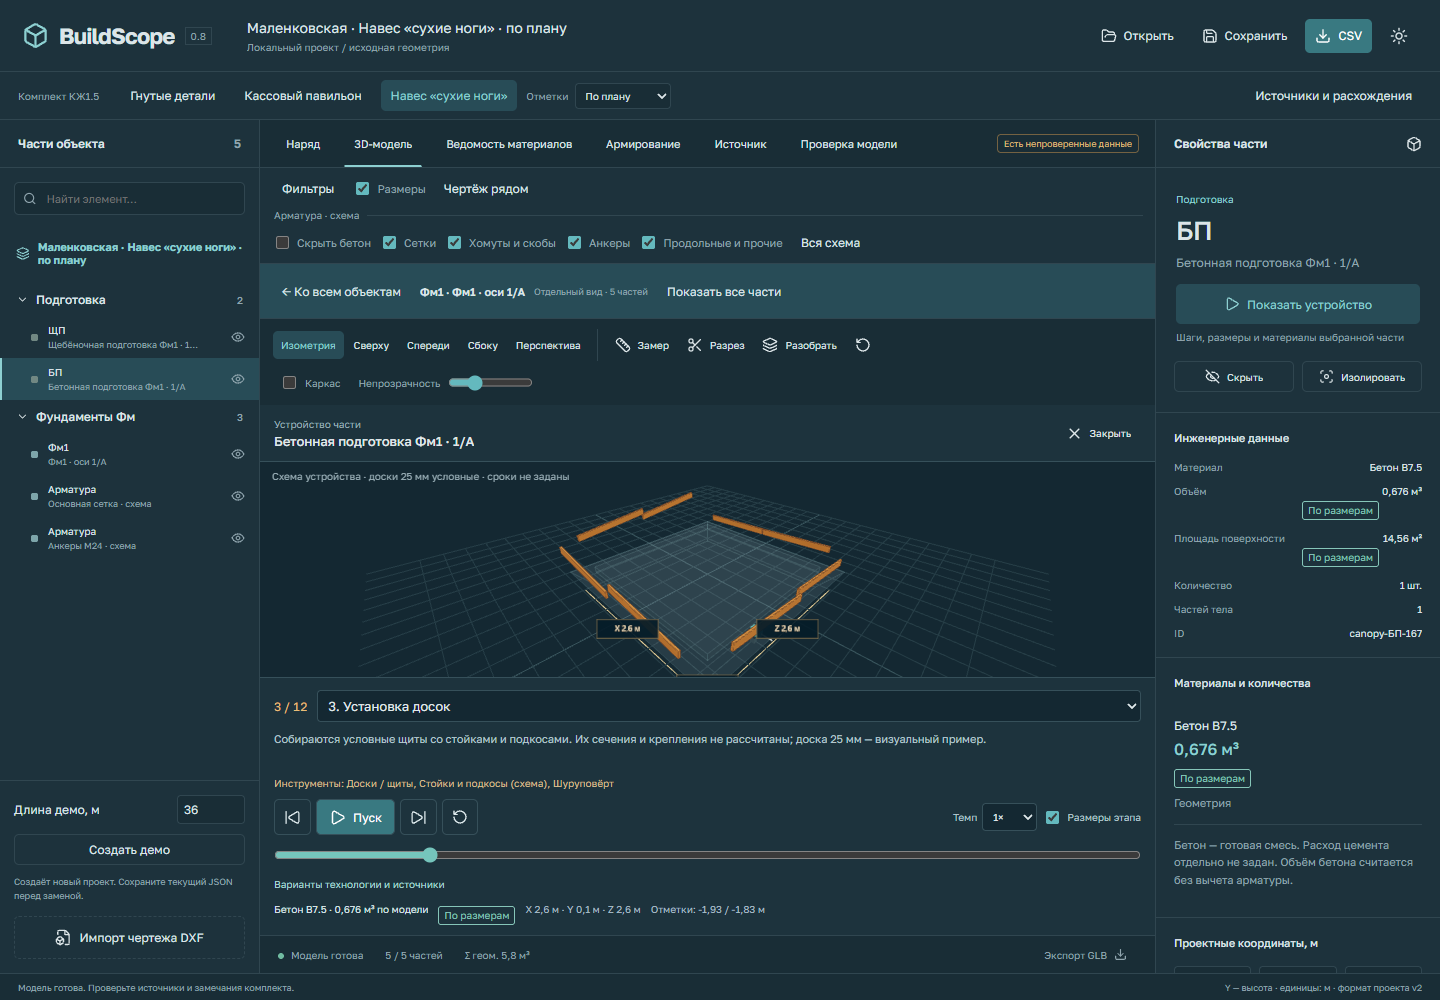 BuildScope 0.8
Маленковская · Навес «сухие ноги» · по плану
Локальный проект / исходная геометрия
Открыть
Сохранить
CSV
Комплект КЖ1.5
Гнутые детали
Кассовый павильон
Навес «сухие ноги»
Отметки
По плану
Источники и расхождения
Части объекта 5
Найти элемент...
Маленковская · Навес «сухие ноги» ·
по плану
Подготовка 2
ЩП
Щебёночная подготовка Фм1 · 1...
БП
Бетонная подготовка Фм1 · 1/А
Фундаменты Фм 3
Фм1
Фм1 · оси 1/А
Арматура
Основная сетка · схема
Арматура
Анкеры М24 · схема
Длина демо, м 36
Создать демо
Создаёт новый проект. Сохраните текущий JSON
перед заменой.
Импорт чертежа DXF
Наряд
3D-модель
Ведомость материалов
Армирование
Источник
Проверка модели
Есть непроверенные данные
Фильтры
Размеры
Чертёж рядом
Арматура · схема
Скрыть бетон
Сетки
Хомуты и скобы
Анкеры
Продольные и прочие
Вся схема
← Ко всем объектам
Фм1 · Фм1 · оси 1/А
Отдельный вид · 5 частей
Показать все части
Изометрия
Сверху
Спереди
Сбоку
Перспектива
Замер
Разрез
Разобрать
Каркас
Непрозрачность
Устройство части
Бетонная подготовка Фм1 · 1/А
Закрыть
Схема устройства · доски 25 мм условные · сроки не заданы
X 2,6 м
Z 2,6 м
3 / 12
3. Установка досок
Собираются условные щиты со стойками и подкосами. Их сечения и крепления не рассчитаны; доска 25 мм — визуальный пример.
Инструменты: Доски / щиты, Стойки и подкосы (схема), Шуруповёрт
Пуск
Темп
1×
Размеры этапа
Варианты технологии и источники
Бетон В7.5 · 0,676 м³ по модели
По размерам
X 2,6 м · Y 0,1 м · Z 2,6 м
Отметки: -1,93 / -1,83 м
Модель готова
5 / 5 частей
Σ геом. 5,8 м³
Экспорт GLB
Свойства части
Подготовка
БП
Бетонная подготовка Фм1 · 1/А
Показать устройство
Шаги, размеры и материалы выбранной части
Скрыть
Изолировать
Инженерные данные
Материал Бетон В7.5
Объём 0,676 м³
По размерам
Площадь поверхности 14,56 м²
По размерам
Количество 1 шт.
Частей тела 1
ID canopy-БП-167
Материалы и количества
Бетон В7.5
0,676 м³
По размерам
Геометрия
Бетон — готовая смесь. Расход цемента
отдельно не задан. Объём бетона считается
без вычета арматуры.
Проектные координаты, м
Модель готова. Проверьте источники и замечания комплекта.
Y — высота · единицы: м · формат проекта v2